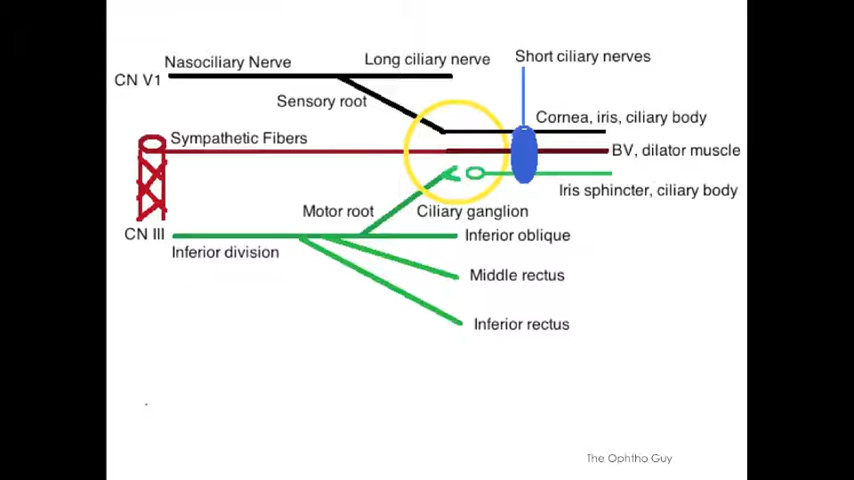 Nasociliary Nerve
Long ciliary nerve
Short ciliary nerves
CN V1
Sensory root
Cornea, iris, ciliary body
Sympathetic Fibers
BV, dilator muscle
Iris sphincter, ciliary body
Motor root
Ciliary ganglion
CN III
Inferior oblique
Inferior division
Middle rectus
Inferior rectus
The Ophtho Guy